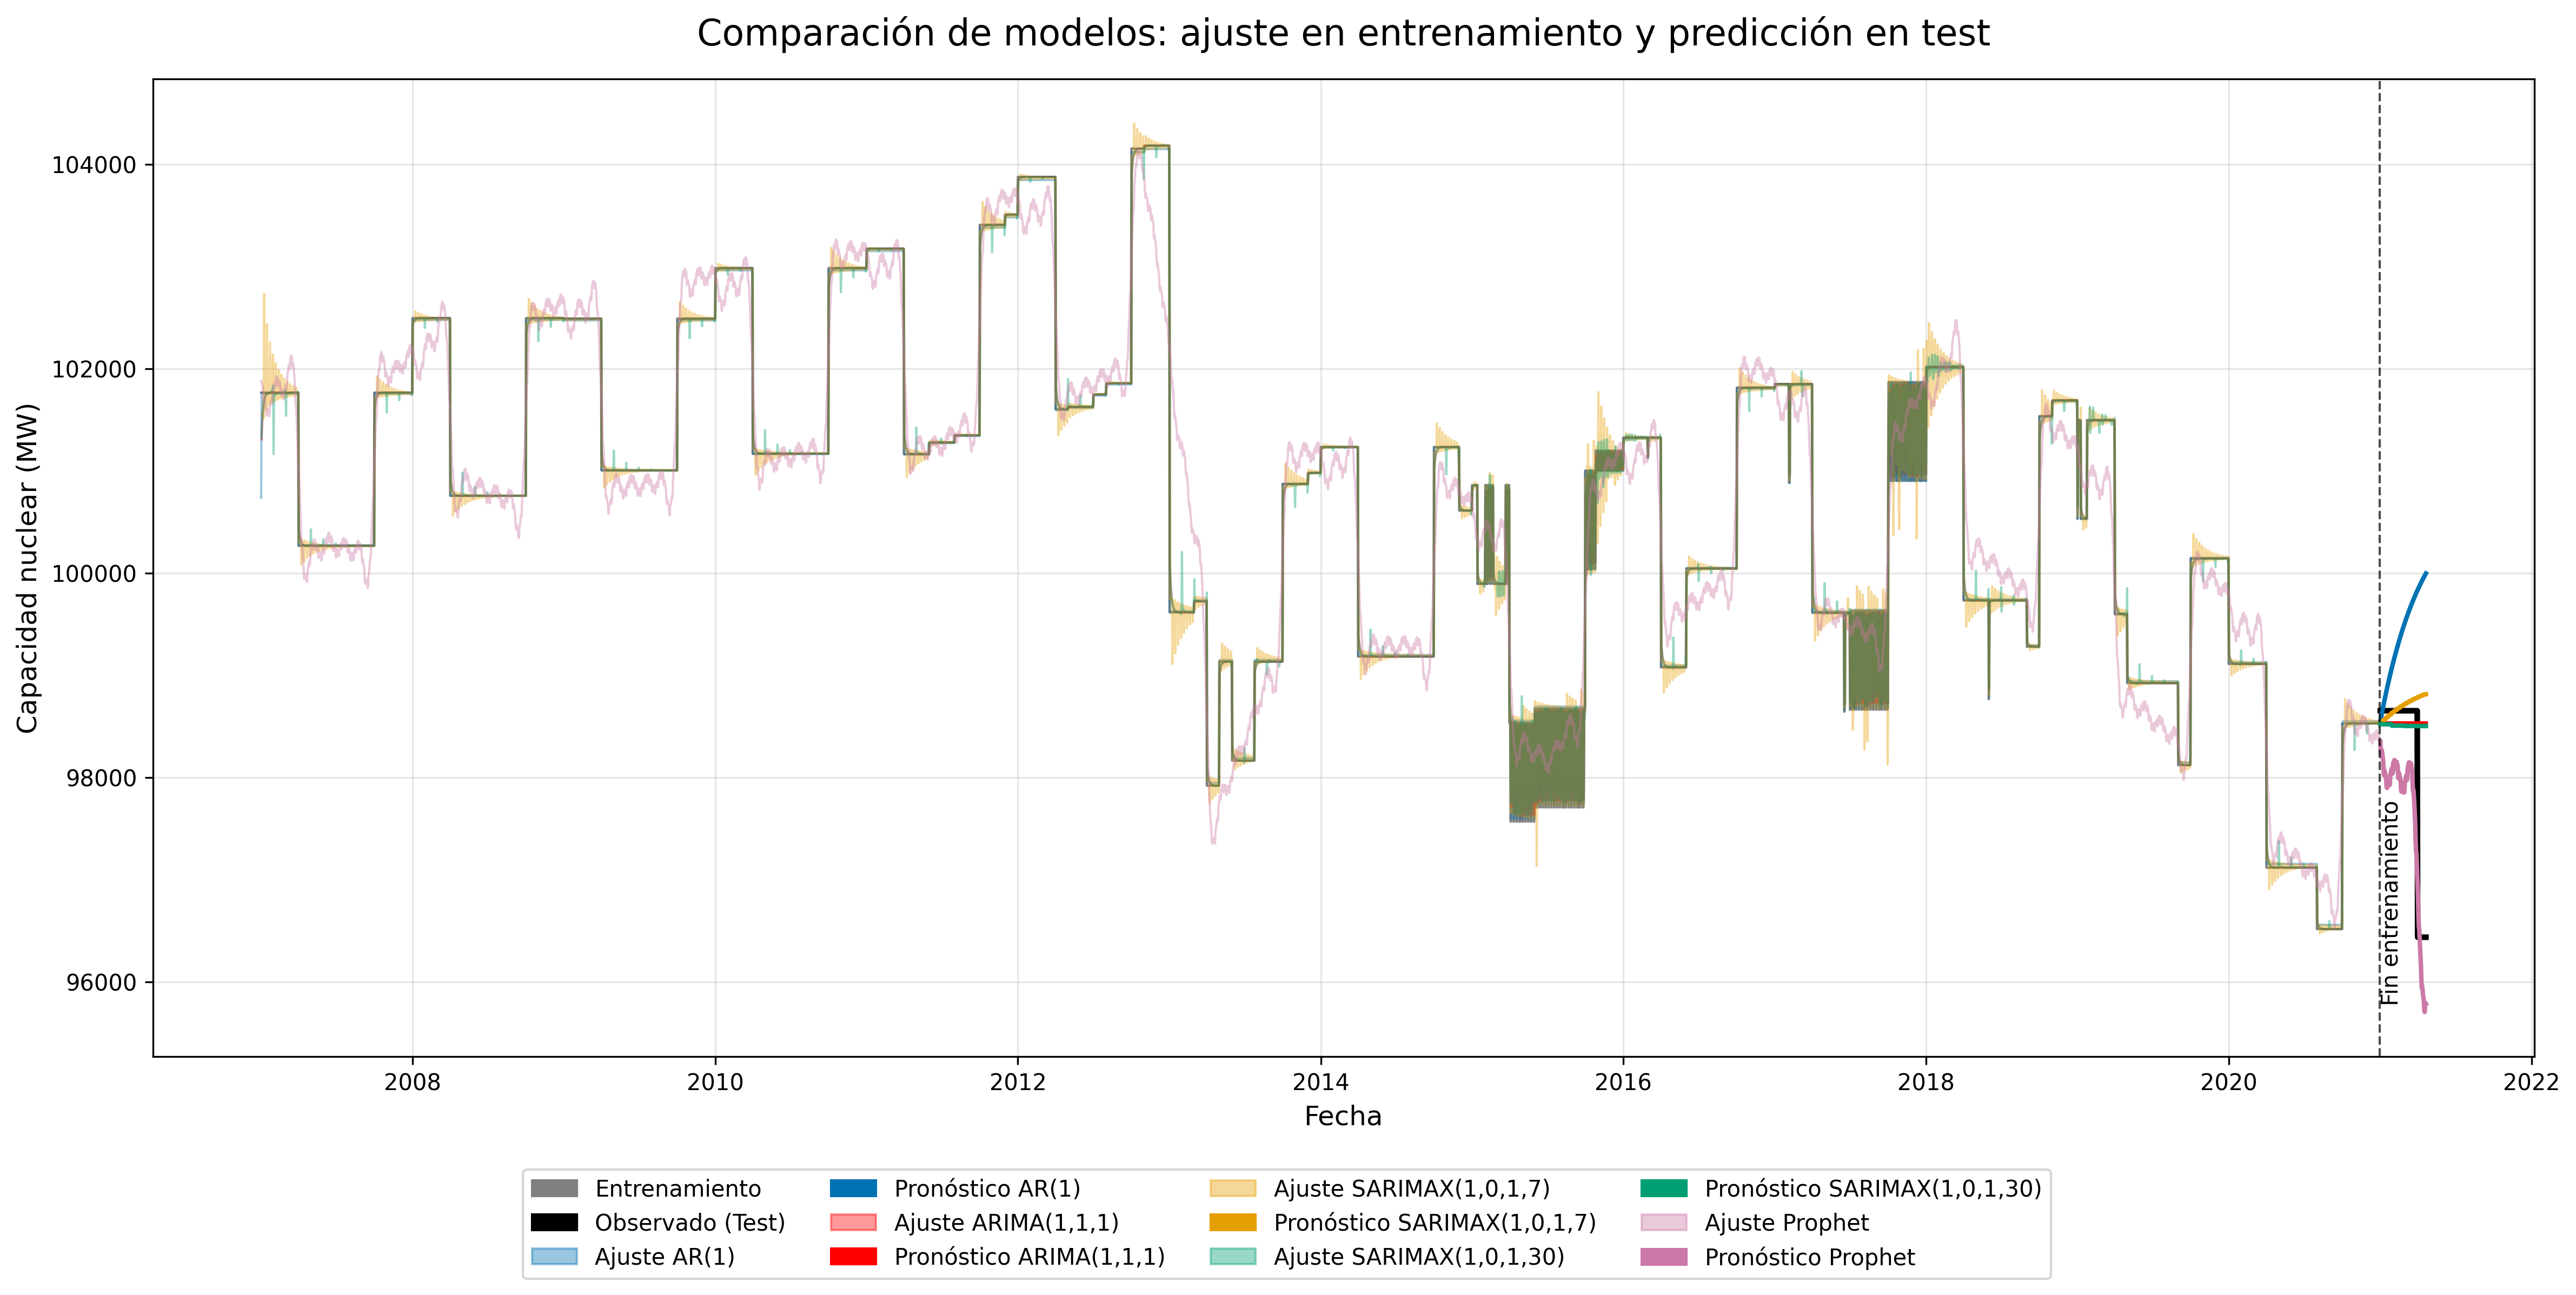 Comparación de modelos: ajuste en entrenamiento y predicción en test
Capacidad nuclear (MW)
104000
102000
100000
98000
96000
Fin entrenamiento
2008 2010 2012 2014 2016 2018 2020 2022
Fecha
Entrenamiento Pronóstico AR(1) Ajuste SARIMAX(1,0,1,7) Pronóstico SARIMAX(1,0,1,30)
Observado (Test) Ajuste ARIMA(1,1,1) Pronóstico SARIMAX(1,0,1,7) Ajuste Prophet
Ajuste AR(1) Pronóstico ARIMA(1,1,1) Ajuste SARIMAX(1,0,1,30) Pronóstico Prophet